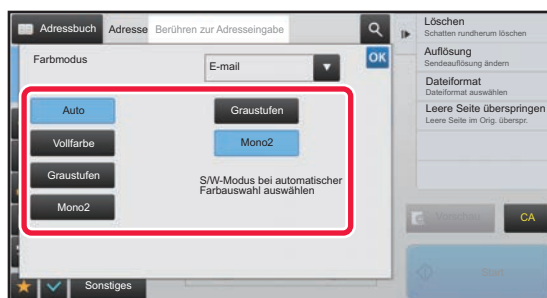 Adressbuch
Adresse
Berühren zur Adresseingabe
Farbmodus
E-mail
OK
Auto
Vollfarbe
Graustufen
Mono2
Graustufen
Mono2
S/W-Modus bei automatischer
Farbauswahl auswählen
Sonstiges
Löschen
Schatten rundherum löschen
Auflösung
Sendeauflösung ändern
Dateiformat
Dateiformat auswählen
Leere Seite überspringen
Leere Seite im Orig. überspr.
Vorschau
CA
Start